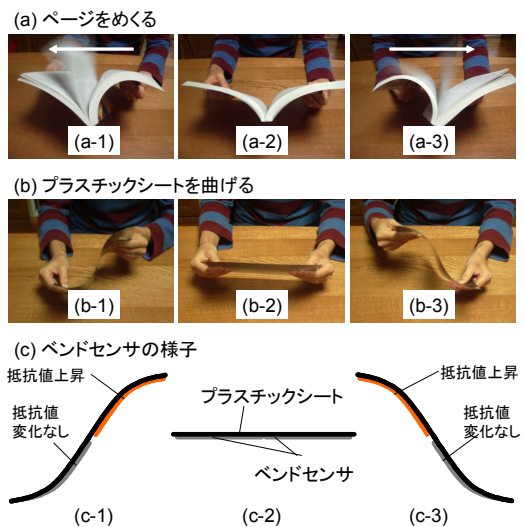 (a) ページをめくる
(a-1)
(a-2)
(a-3)
(b) プラスチックシートを曲げる
(b-1)
(b-2)
(b-3)
(c) ベンドセンサの様子
抵抗値上昇
抵抗値上昇
プラスチックシート
抵抗値
変化なし
抵抗値
変化なし
ベンドセンサ
(c-1)
(c-2)
(c-3)